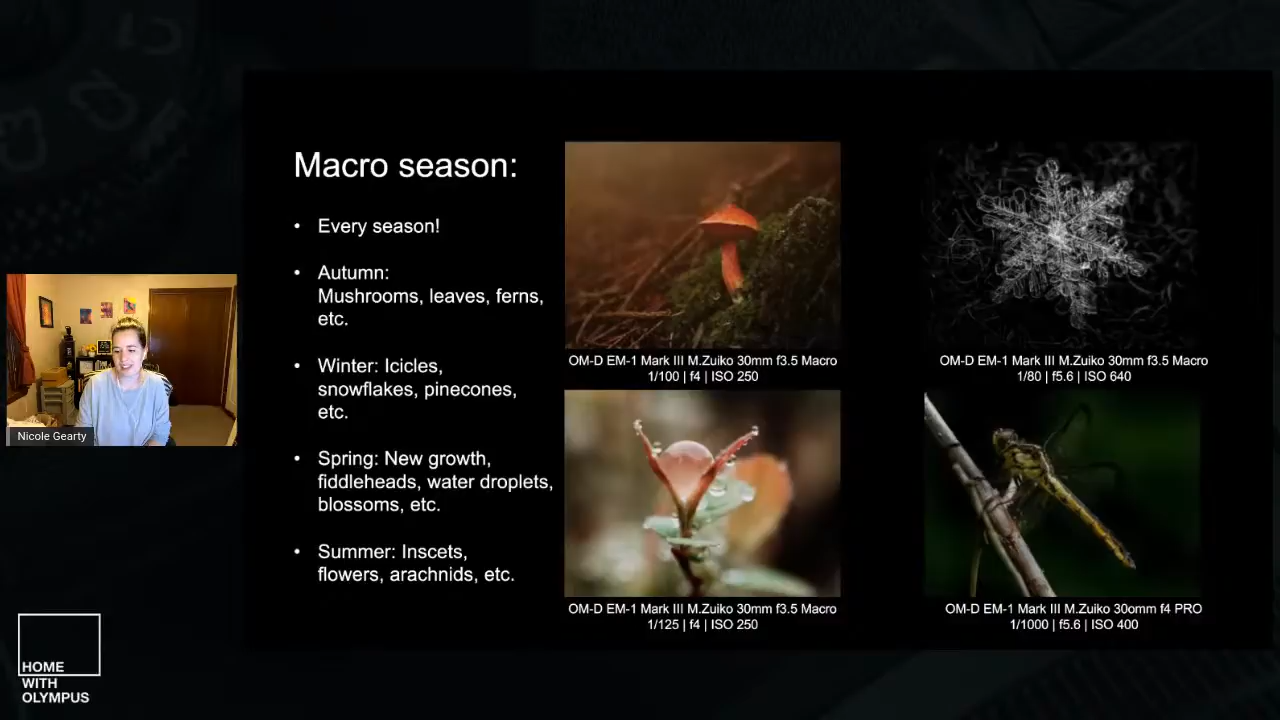 Macro season:
• Every season!
• Autumn:
Mushrooms, leaves, ferns,
etc.
• Winter: Icicles,
snowflakes, pinecones,
etc.
• Spring: New growth,
fiddleheads, water droplets,
blossoms, etc.
• Summer: Inscets,
flowers, arachnids, etc.
OM-D EM-1 Mark III M.Zuiko 30mm f3.5 Macro
1/100 | f4 | ISO 250
OM-D EM-1 Mark III M.Zuiko 30mm f3.5 Macro
1/80 | f5.6 | ISO 640
OM-D EM-1 Mark III M.Zuiko 30mm f3.5 Macro
1/125 | f4 | ISO 250
OM-D EM-1 Mark III M.Zuiko 30omm f4 PRO
1/1000 | f5.6 | ISO 400
Nicole Gearty
HOME
WITH
OLYMPUS